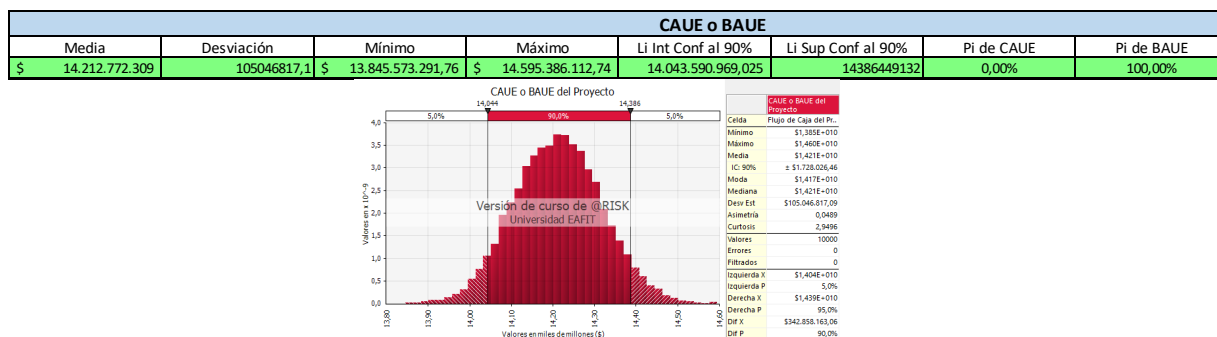 CAUE o BAUE
Media Desviación Mínimo Máximo Li Int Conf al 90% Li Sup Conf al 90% Pi de CAUE Pi de BAUE
$ 14.212.772.309 105046817,1 $ 13.845.573.291,76 $ 14.595.386.112,74 14.043.590.969,025 14386449132 0,00% 100,00%
CAUE o BAUE del Proyecto
14,044 14,386
5,0% 90,0% 5,0%
4,0
3,5
3,0
2,5
2,0
1,5
1,0
0,5
0,0
Valores en x 10^-9
Versión de curso de @RISK
Universidad EAFIT
13,80 13,90 14,00 14,10 14,20 14,30 14,40 14,50 14,60
Valores en miles de millones ($)
CAUE o BAUE del Proyecto
Celda Flujo de Caja del Pr..
Mínimo $1,385E+010
Máximo $1,460E+010
Media $1,421E+010
IC: 90% ± $1.728.026,46
Moda $1,417E+010
Mediana $1,421E+010
Desv Est $105.046.817,09
Asimetría 0,0489
Curtosis 2,9496
Valores 10000
Errores 0
Filtrados 0
Izquierda X $1,404E+010
Izquierda P 5,0%
Derecha X $1,439E+010
Derecha P 95,0%
Dif X $342.858.163,06
Dif P 90,0%